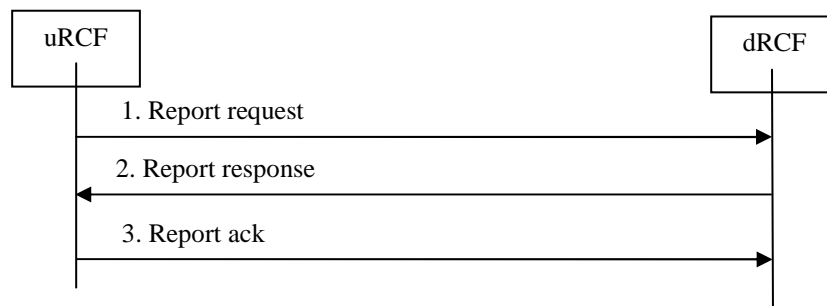 uRCF
dRCF
1. Report request
2. Report response
3. Report ack